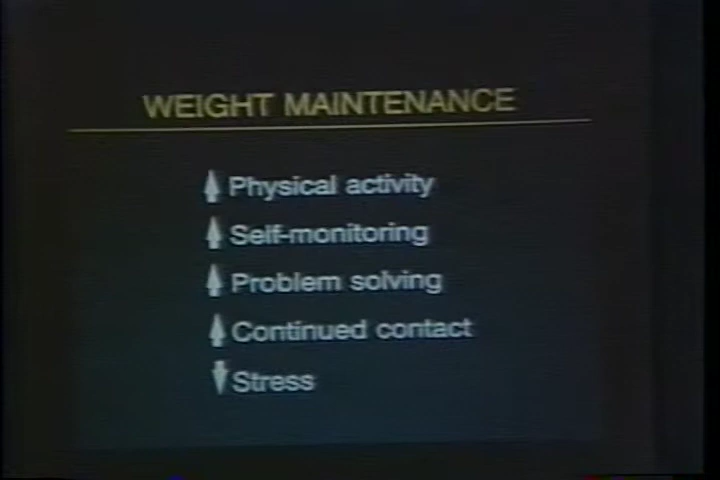 WEIGHT MAINTENANCE
Physical activity
Self-monitoring
Problem solving
Continued contact
Stress